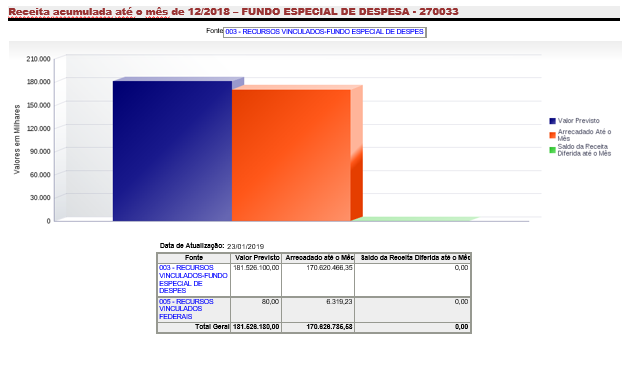 Receita acumulada até o mês de 12/2018 – FUNDO ESPECIAL DE DESPESA - 270033
Fonte 003 - RECURSOS VINCULADOS-FUNDO ESPECIAL DE DESPES
Valores em Milhares
210.000
180.000
150.000
120.000
90.000
60.000
30.000
0
Valor Previsto
Arrecadado Até o
Mês
Saldo da Receita
Diferida até o Mês
Data de Atualização: 23/01/2019
Fonte Valor Previsto Arrecadado até o Mês Saldo da Receita Diferida até o Mês
003 - RECURSOS 181.526.100,00 170.620.466,35 0,00
VINCULADOS-FUNDO
ESPECIAL DE
DESPES
005 - RECURSOS 80,00 6.319,23 0,00
VINCULADOS
FEDERAIS
Total Geral 181.526.180,00 170.626.785,58 0,00